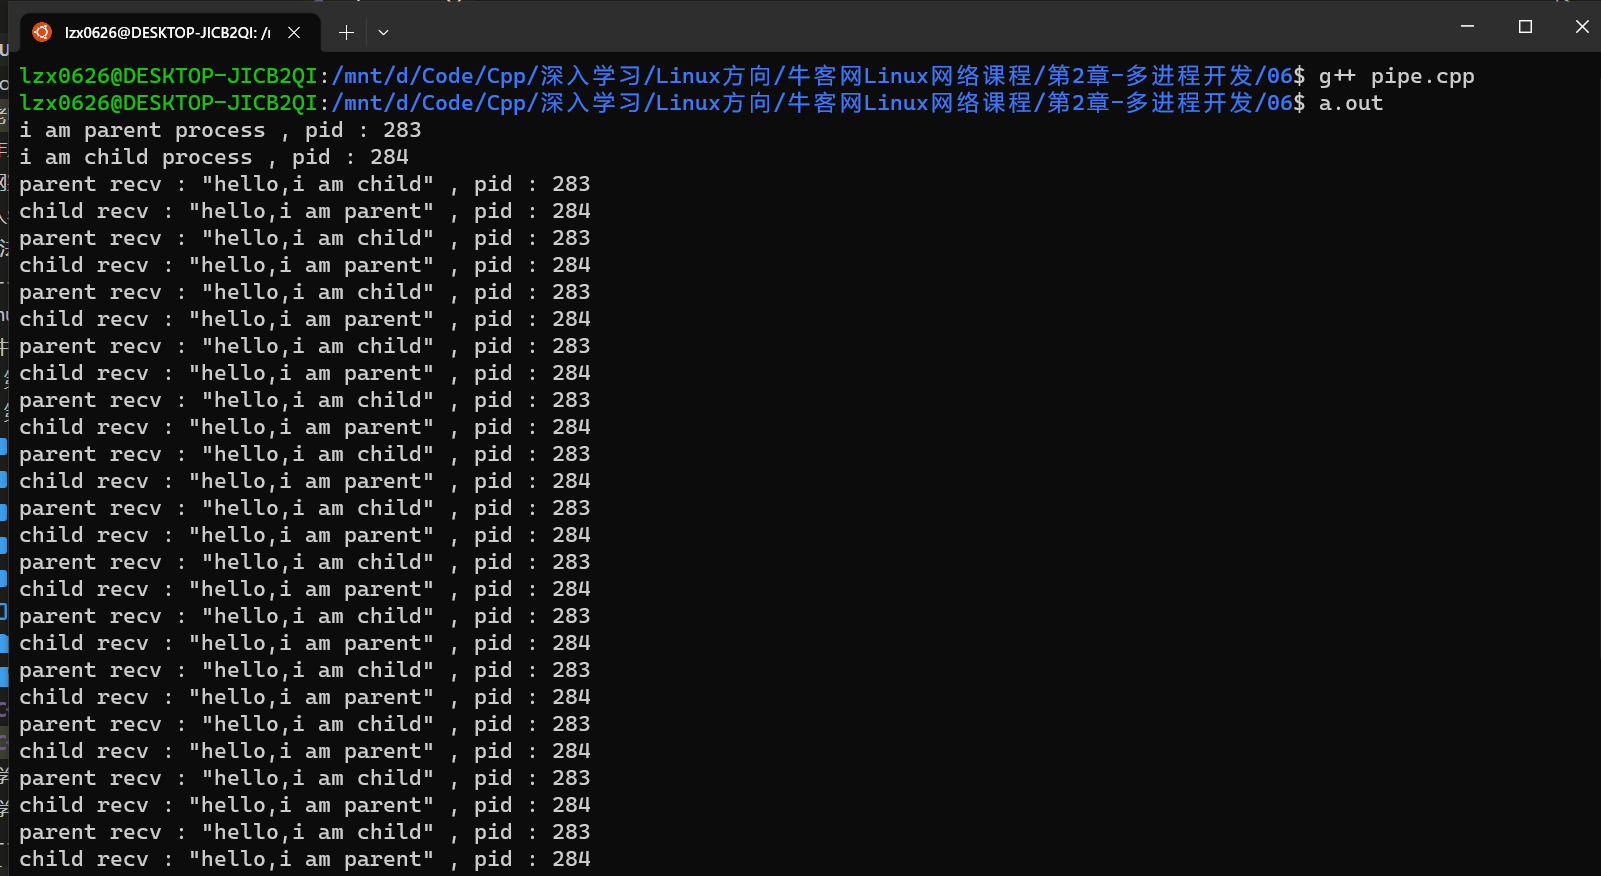 lzx0626@DESKTOP-JICB2QI: /r
lzx0626@DESKTOP-JICB2QI:/mnt/d/Code/Cpp/深入学习/Linux方向/牛客网Linux网络课程/第2章-多进程开发/06$ g++ pipe.cpp
lzx0626@DESKTOP-JICB2QI:/mnt/d/Code/Cpp/深入学习/Linux方向/牛客网Linux网络课程/第2章-多进程开发/06$ a.out
i am parent process , pid : 283
i am child process , pid : 284
parent recv : "hello,i am child" , pid : 283
child recv : "hello,i am parent" , pid : 284
parent recv : "hello,i am child" , pid : 283
child recv : "hello,i am parent" , pid : 284
parent recv : "hello,i am child" , pid : 283
child recv : "hello,i am parent" , pid : 284
parent recv : "hello,i am child" , pid : 283
child recv : "hello,i am parent" , pid : 284
parent recv : "hello,i am child" , pid : 283
child recv : "hello,i am parent" , pid : 284
parent recv : "hello,i am child" , pid : 283
child recv : "hello,i am parent" , pid : 284
parent recv : "hello,i am child" , pid : 283
child recv : "hello,i am parent" , pid : 284
parent recv : "hello,i am child" , pid : 283
child recv : "hello,i am parent" , pid : 284
parent recv : "hello,i am child" , pid : 283
child recv : "hello,i am parent" , pid : 284
parent recv : "hello,i am child" , pid : 283
child recv : "hello,i am parent" , pid : 284
parent recv : "hello,i am child" , pid : 283
child recv : "hello,i am parent" , pid : 284
parent recv : "hello,i am child" , pid : 283
child recv : "hello,i am parent" , pid : 284
parent recv : "hello,i am child" , pid : 283
child recv : "hello,i am parent" , pid : 284